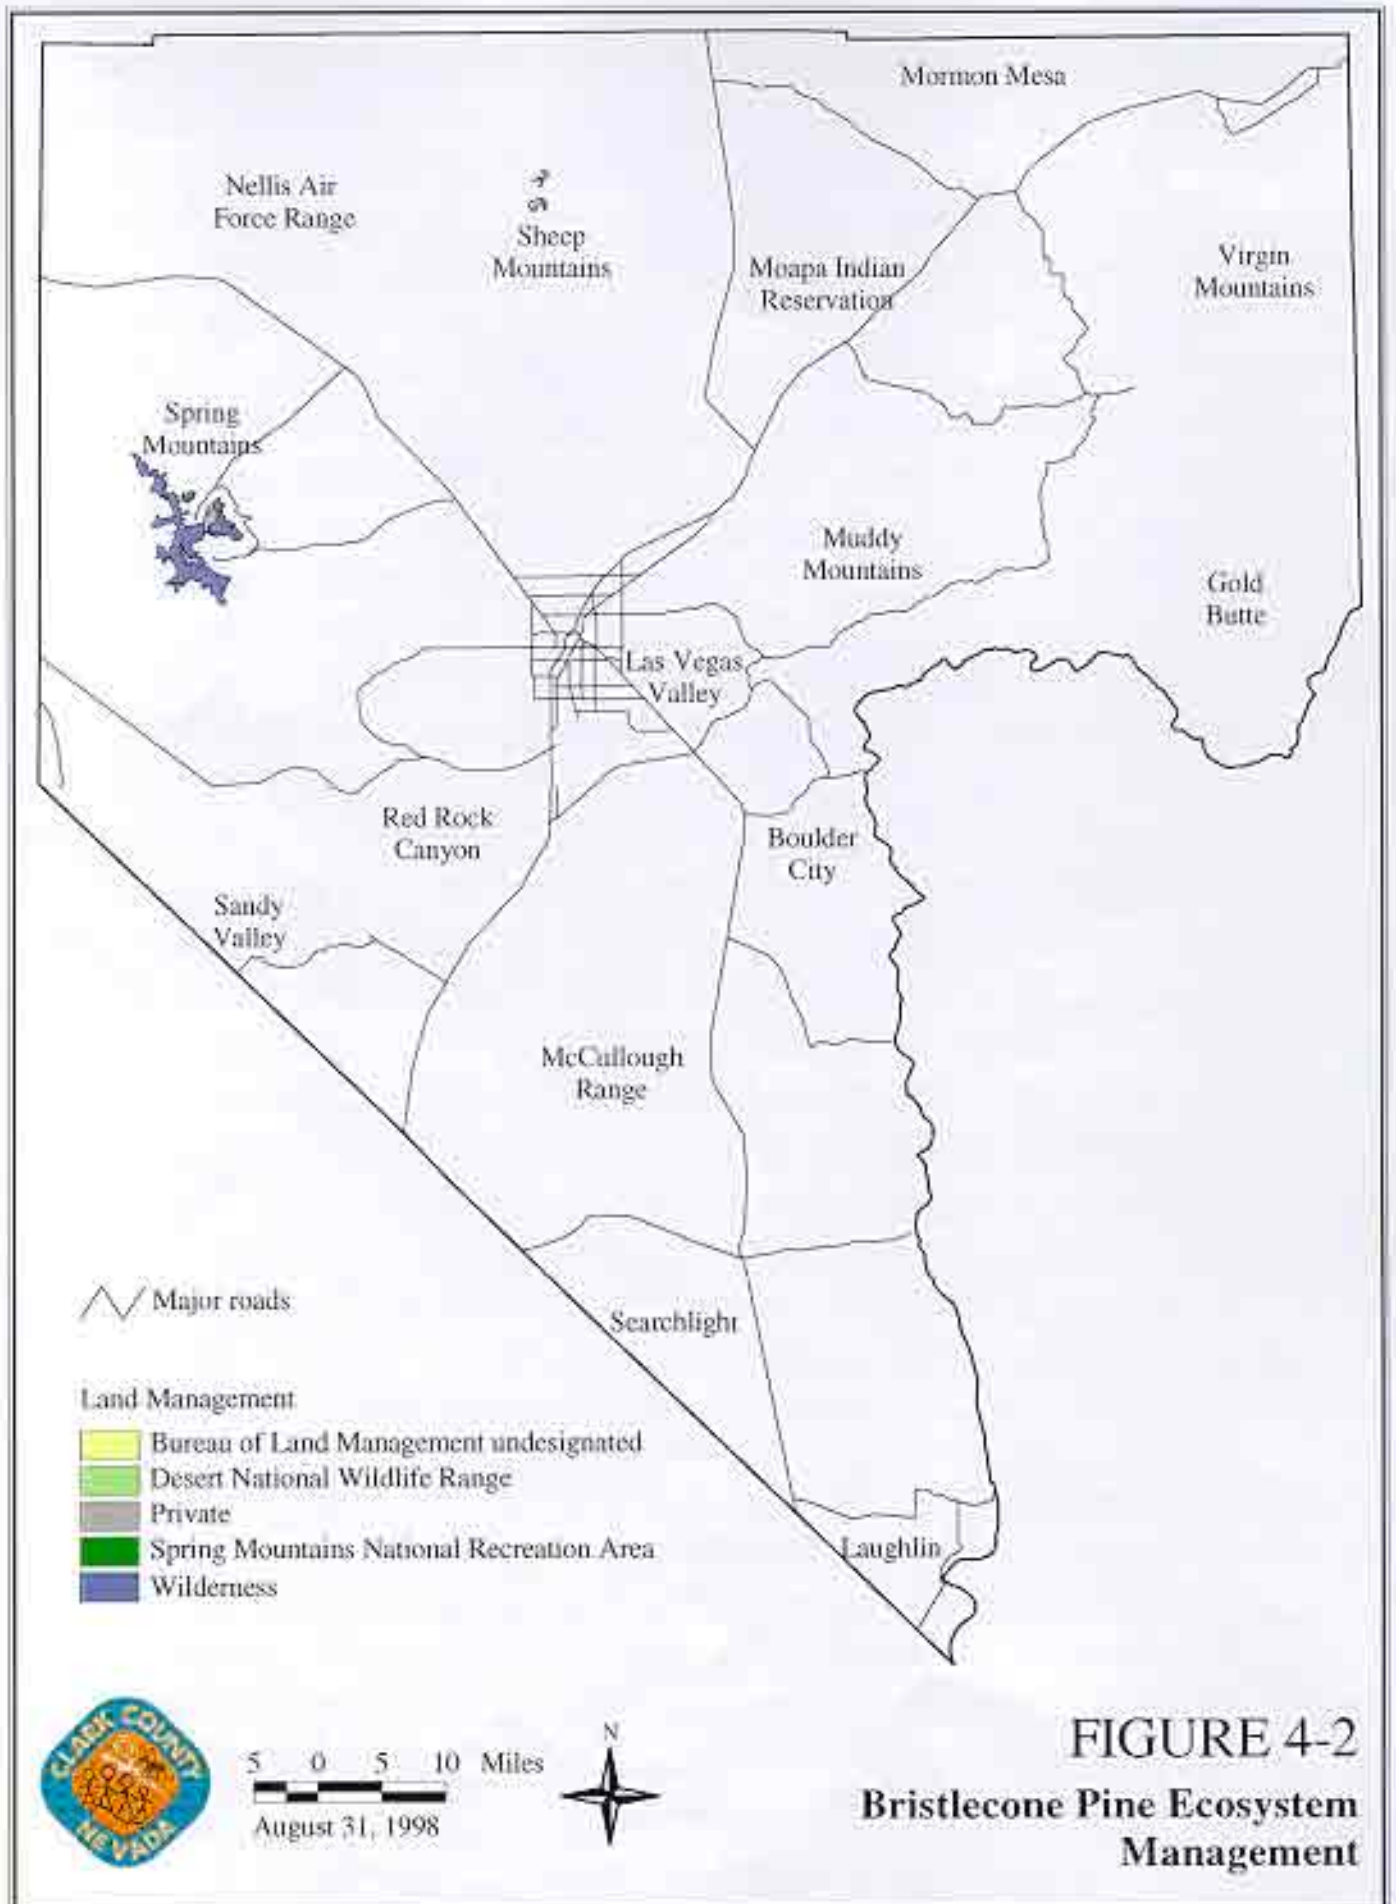 Mormon Mesa
Nellis Air
Force Range
Sheep
Mountains
Moapa Indian
Reservation
Virgin
Mountains
Spring
Mountains
Muddy
Mountains
Gold
Butte
Las Vegas
Valley
Red Rock
Canyon
Boulder
City
Sandy
Valley
McCullough
Range
Major roads
Searchlight
Land Management
Bureau of Land Management undesignated
Desert National Wildlife Range
Private
Spring Mountains National Recreation Area
Wilderness
Laughlin
CLARK COUNTY
NEVADA
5 0 5 10 Miles
August 31, 1998
N
FIGURE 4-2
Bristlecone Pine Ecosystem
Management